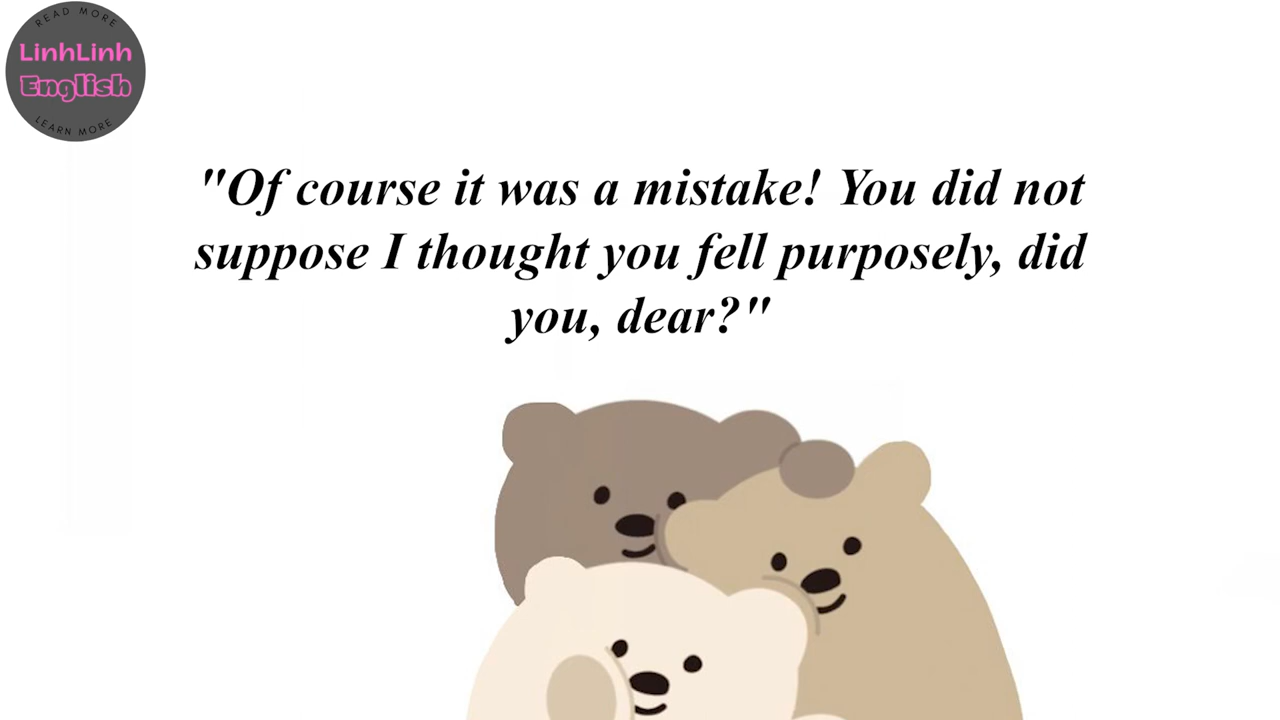 READ MORE
LinhLinh
English
LEARN MORE
"Of course it was a mistake! You did not
suppose I thought you fell purposely, did
you, dear?"